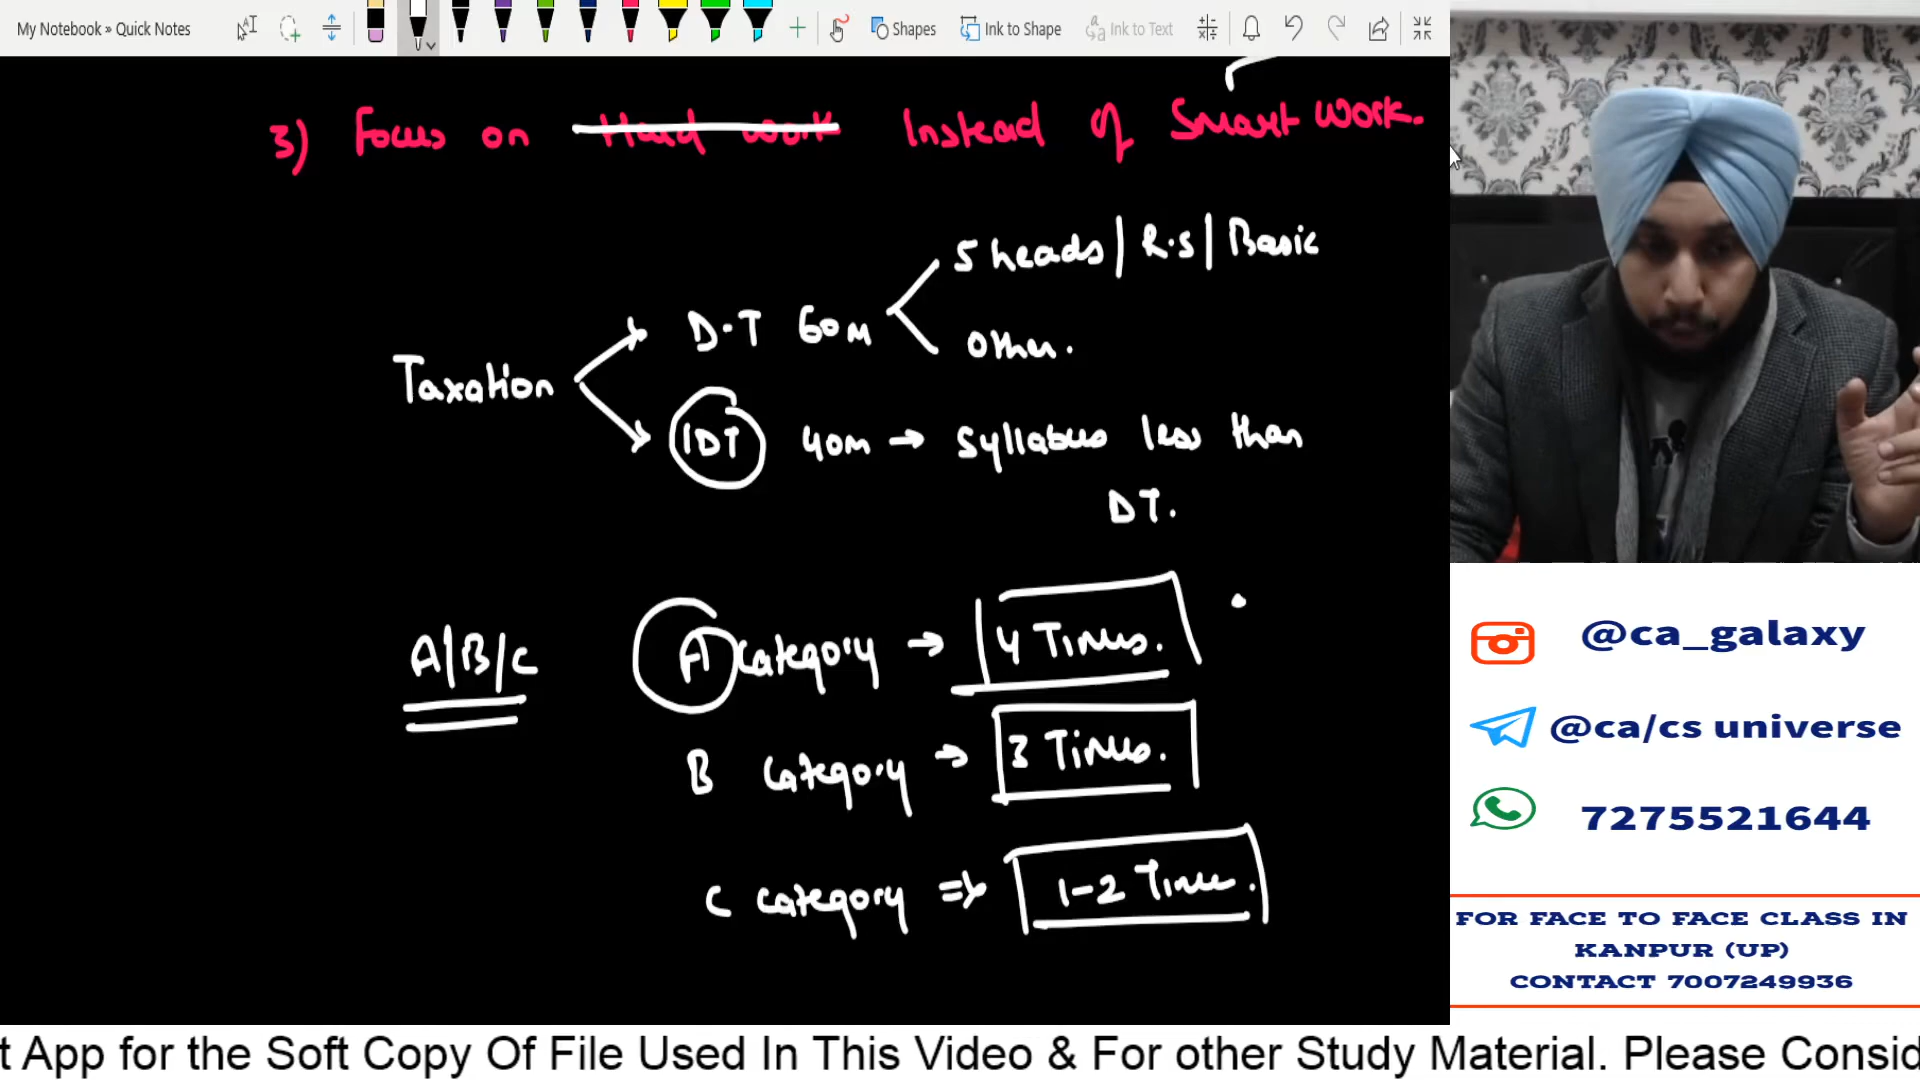 My Notebook » Quick Notes
Shapes
Ink to Shape
Ink to Text
3) Focus on Hard work Instead of Smart Work.
5 heads | R.S | Basic
D.T 60M
Other.
Taxation
IDT 40M → Syllabus less than
DT.
A|B|C
A Category → 4 Times.
B Category → 3 Times.
C Category ⇒ 1-2 Times.
@ca_galaxy
@ca/cs universe
7275521644
FOR FACE TO FACE CLASS IN
KANPUR (UP)
CONTACT 7007249936
t App for the Soft Copy Of File Used In This Video & For other Study Material. Please Consid